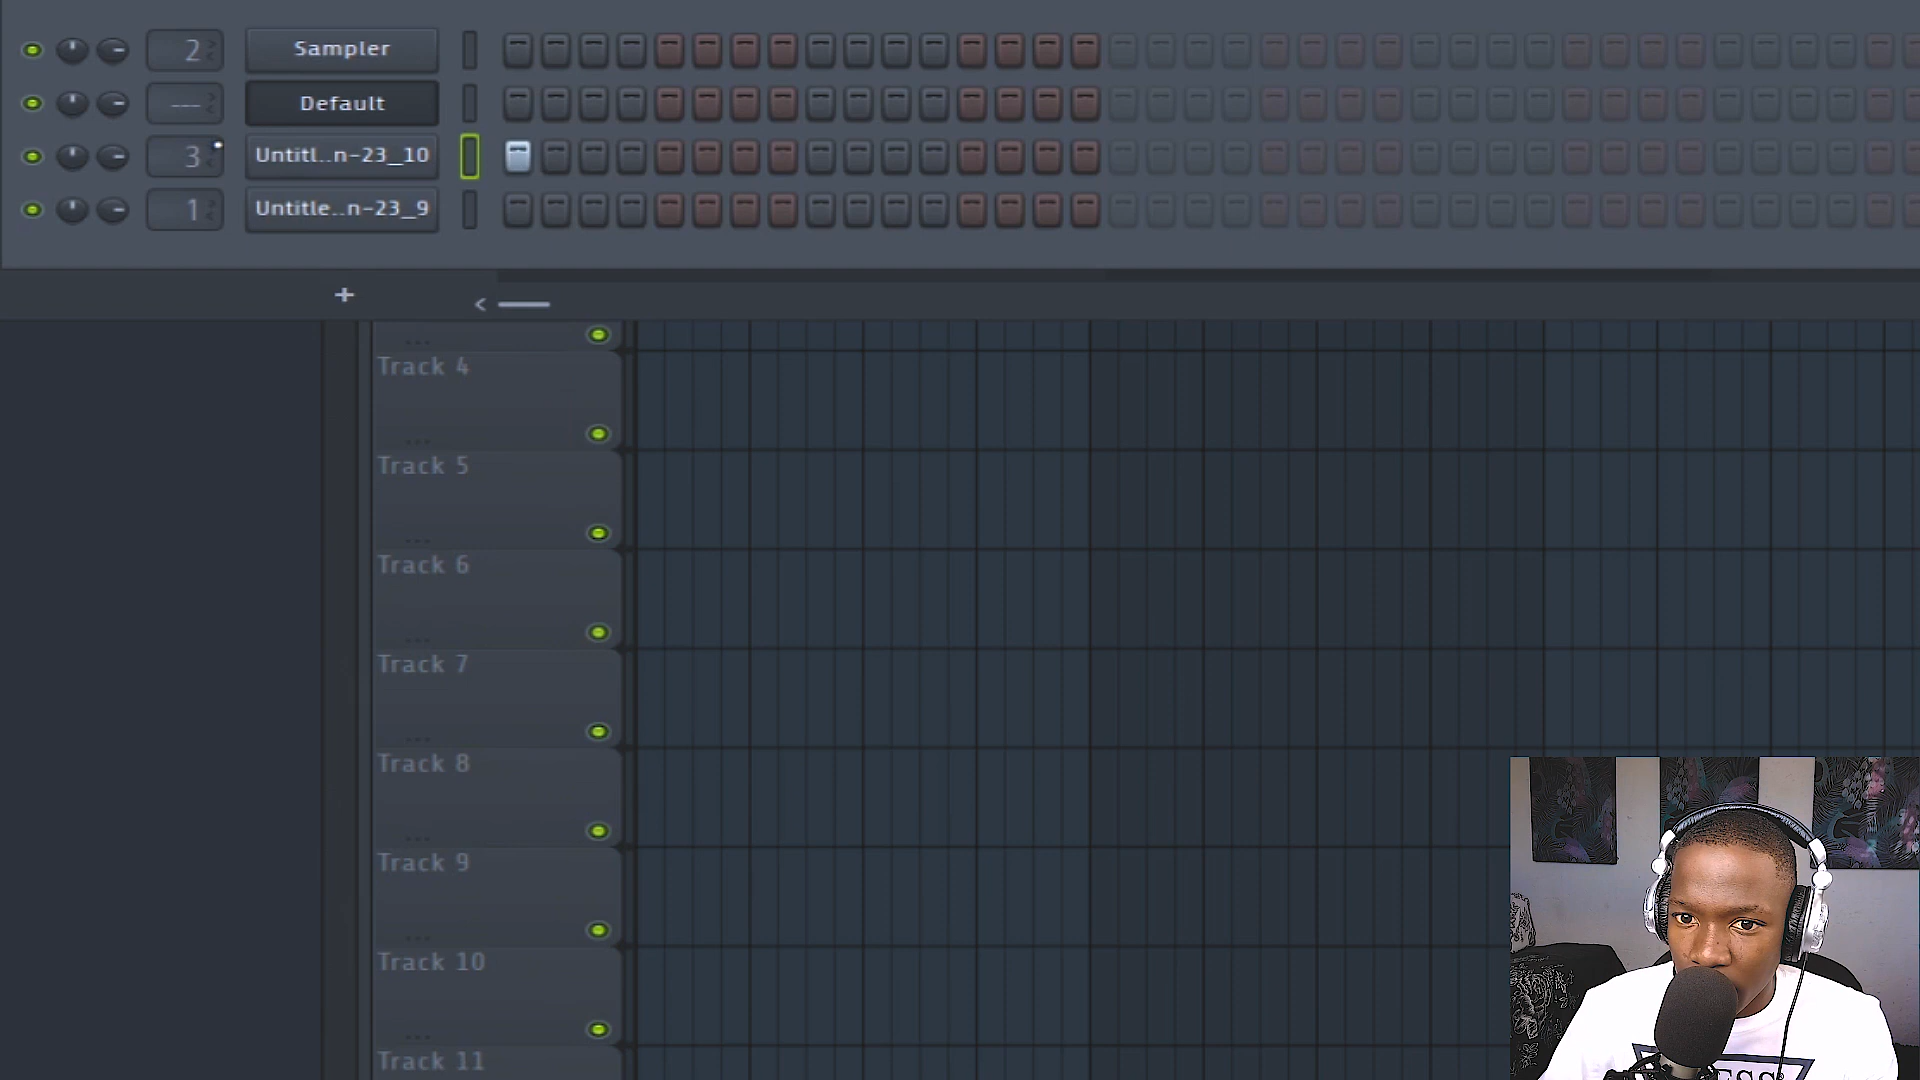 2 Sampler
--- Default
3 Untitl..n-23_10
1 Untitle..n-23_9
+
<
...
Track 4
...
Track 5
...
Track 6
...
Track 7
...
Track 8
...
Track 9
...
Track 10
...
Track 11